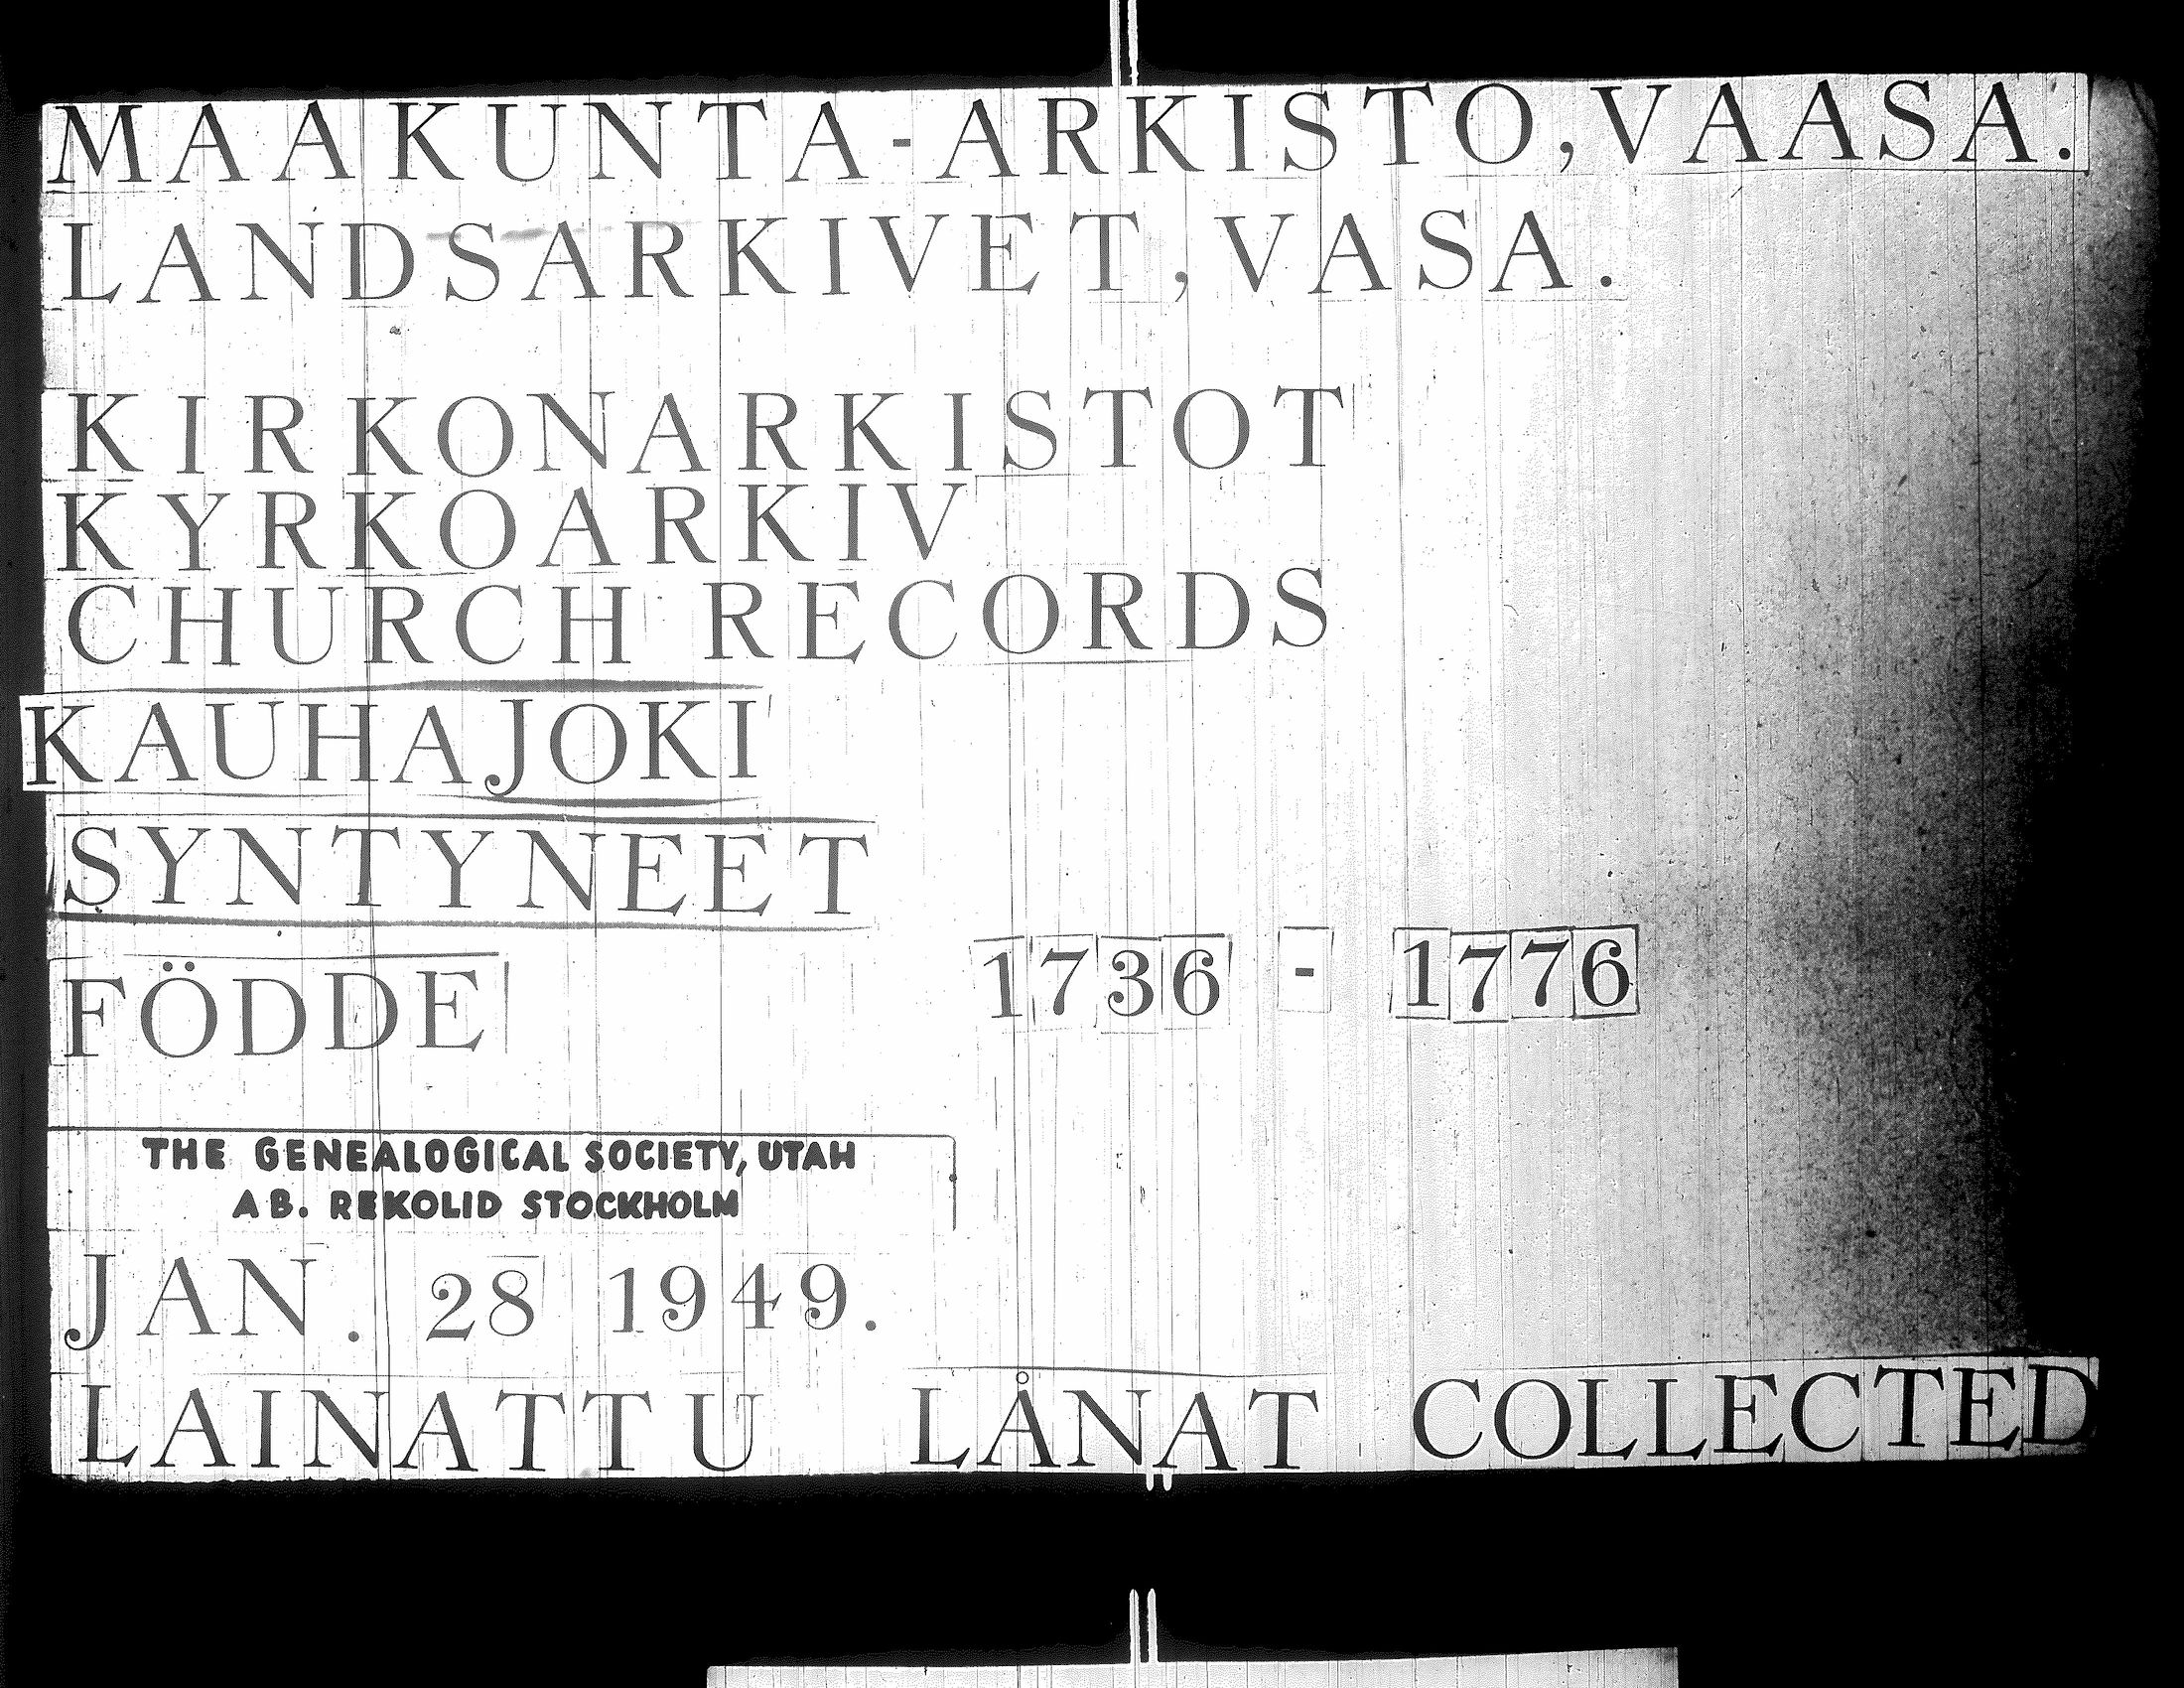 MAAKUNTA-ARKISTO, VAASA.
LANDSARKIVET, VASA.
KIRKONARKISTOT
KYRKOARKIV
CHURCH RECORDS
KAUHAJOKI
SYNTYNEET
FÖDDE 1736 - 1776
THE GENEALOGICAL SOCIETY, UTAH
AB. REKOLID STOCKHOLM
JAN. 28 1949.
LAINATTU LÅNAT COLLECTED